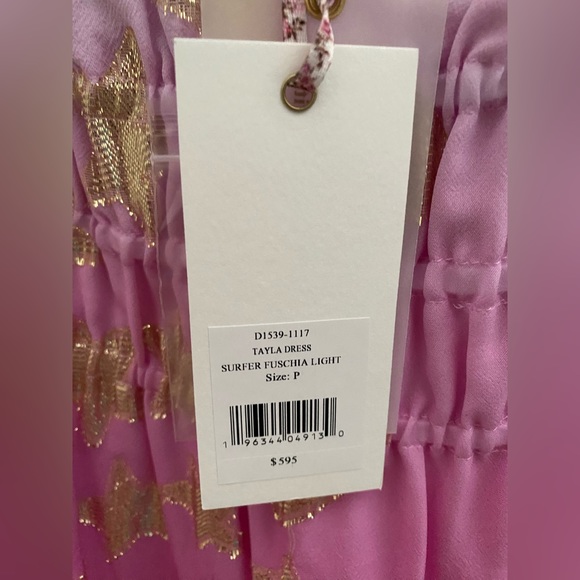 D1539-1117
TAYLA DRESS
SURFER FUSCHIA LIGHT
Size: P
1 96344 04913 0
$595